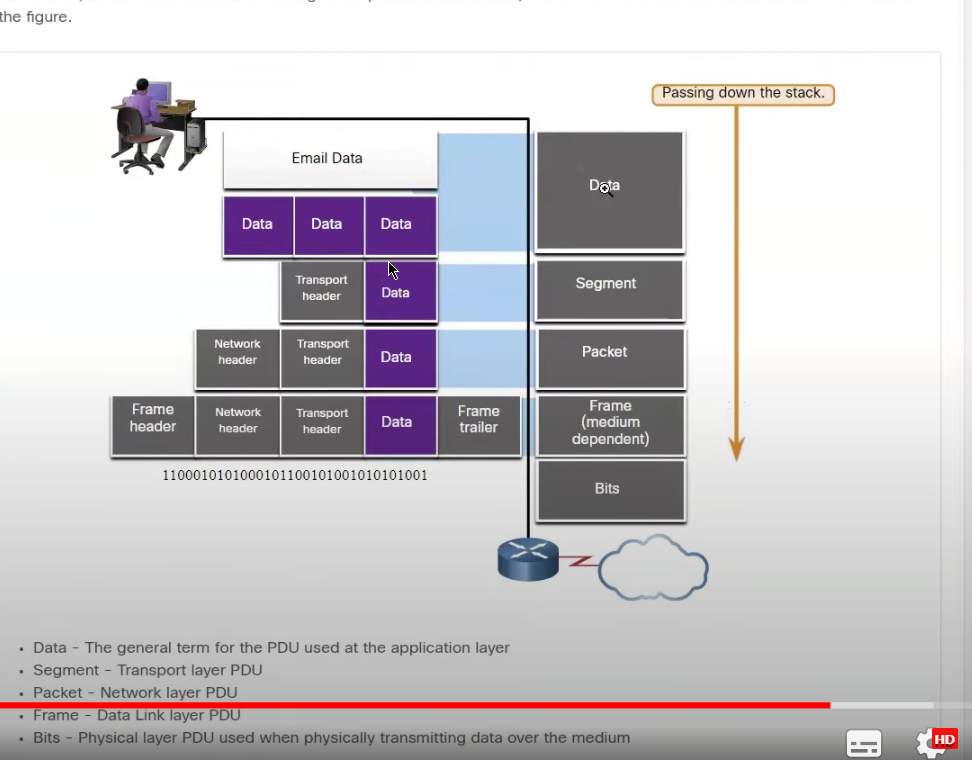 the figure.
Passing down the stack.
Email Data
Data
Data Data Data
Transport
header
Data
Segment
Network
header
Transport
header
Data
Packet
Frame
header
Network
header
Transport
header
Data
Frame
trailer
Frame
(medium
dependent)
11000101010001011001010010101010​01
Bits
• Data - The general term for the PDU used at the application layer
• Segment - Transport layer PDU
• Packet - Network layer PDU
• Frame - Data Link layer PDU
• Bits - Physical layer PDU used when physically transmitting data over the medium
HD